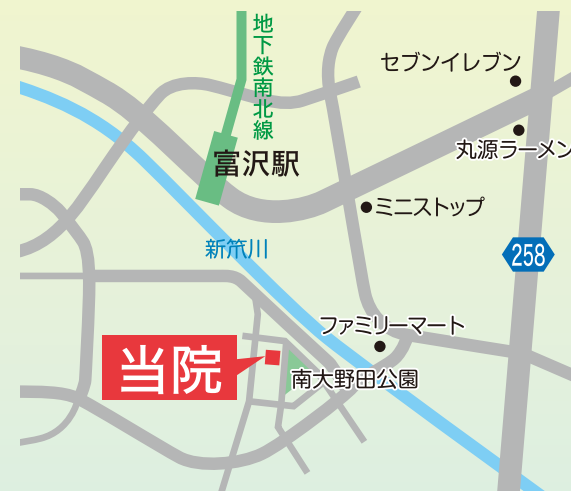 地下鉄南北線
セブンイレブン
丸源ラーメン
富沢駅
ミニストップ
新笊川
258
ファミリーマート
当院
南大野田公園